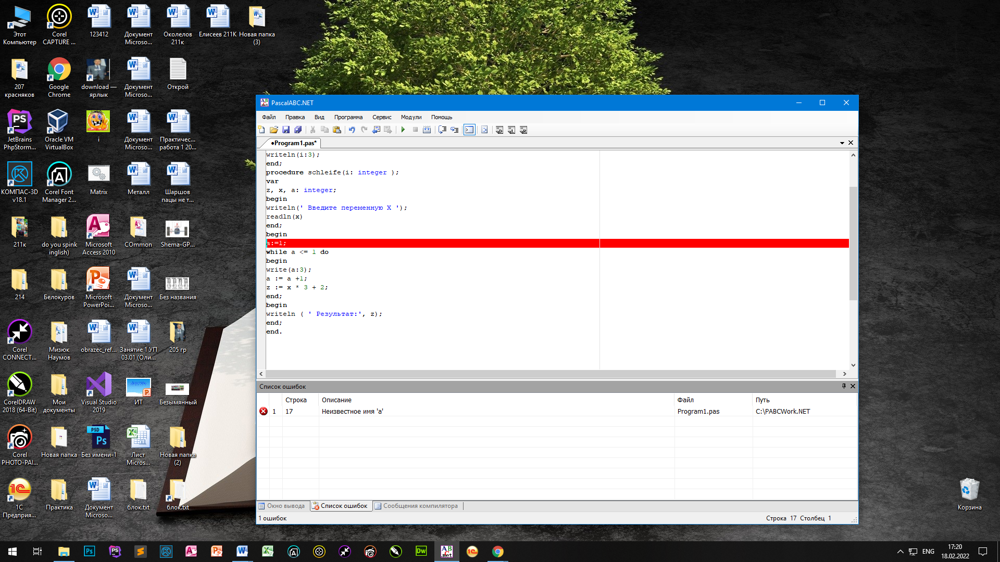 Этот
Компьютер
Corel
CAPTURE ...
123412
Документ
Microso...
Околелов
211к
Елисеев 211К
Новая папка
(3)
207
красняков
Google
Chrome
download —
ярлык
Документ
Microso...
Открой
JetBrains
PhpStorm...
Oracle VM
VirtualBox
i
Документ
Microso...
Практичес...
работа 1 20...
КОМПАС-3D
v18.1
Corel Font
Manager 2...
Matrix
Металл
Шаршов
пацы не т...
211к
do you spink
inglish)
Microsoft
Access 2010
COmmon
Shema-GP...
214
Белокуров
Microsoft
PowerPoi...
Документ
Microso...
Без названия
Corel
CONNECT...
Мизюк
Наумов
obrazec_ref...
Занятие 1 УП
03.01 (Оли...
205 гр
CorelDRAW
2018 (64-Bit)
Мои
документы
Visual Studio
2019
ИТ
Безымянный
Corel
PHOTO-PAI...
Новая папка
Без имени-1
Лист
Micros...
Новая папка
(2)
1С
Предприя...
Практика
Документ
Microso...
блок.txt
блок.txt
Корзина
PascalABC.NET
Файл Правка Вид Программа Сервис Модули Помощь
•Program1.pas*
writeln(i:3);
end;
procedure schleife(i: integer );
var
z, x, a: integer;
begin
writeln(' Введите переменную X ');
readln(x)
end;
begin
a:=1;
while a <= 1 do
begin
write(a:3);
a := a +1;
z := x * 3 + 2;
end;
begin
writeln ( ' Результат:', z);
end;
end.
Список ошибок
Строка Описание Файл Путь
1 17 Неизвестное имя 'a' Program1.pas C:\PABCWork.NET
Окно вывода Список ошибок Сообщения компилятора
1 ошибок
Строка 17 Столбец 1
ENG
17:20
18.02.2022